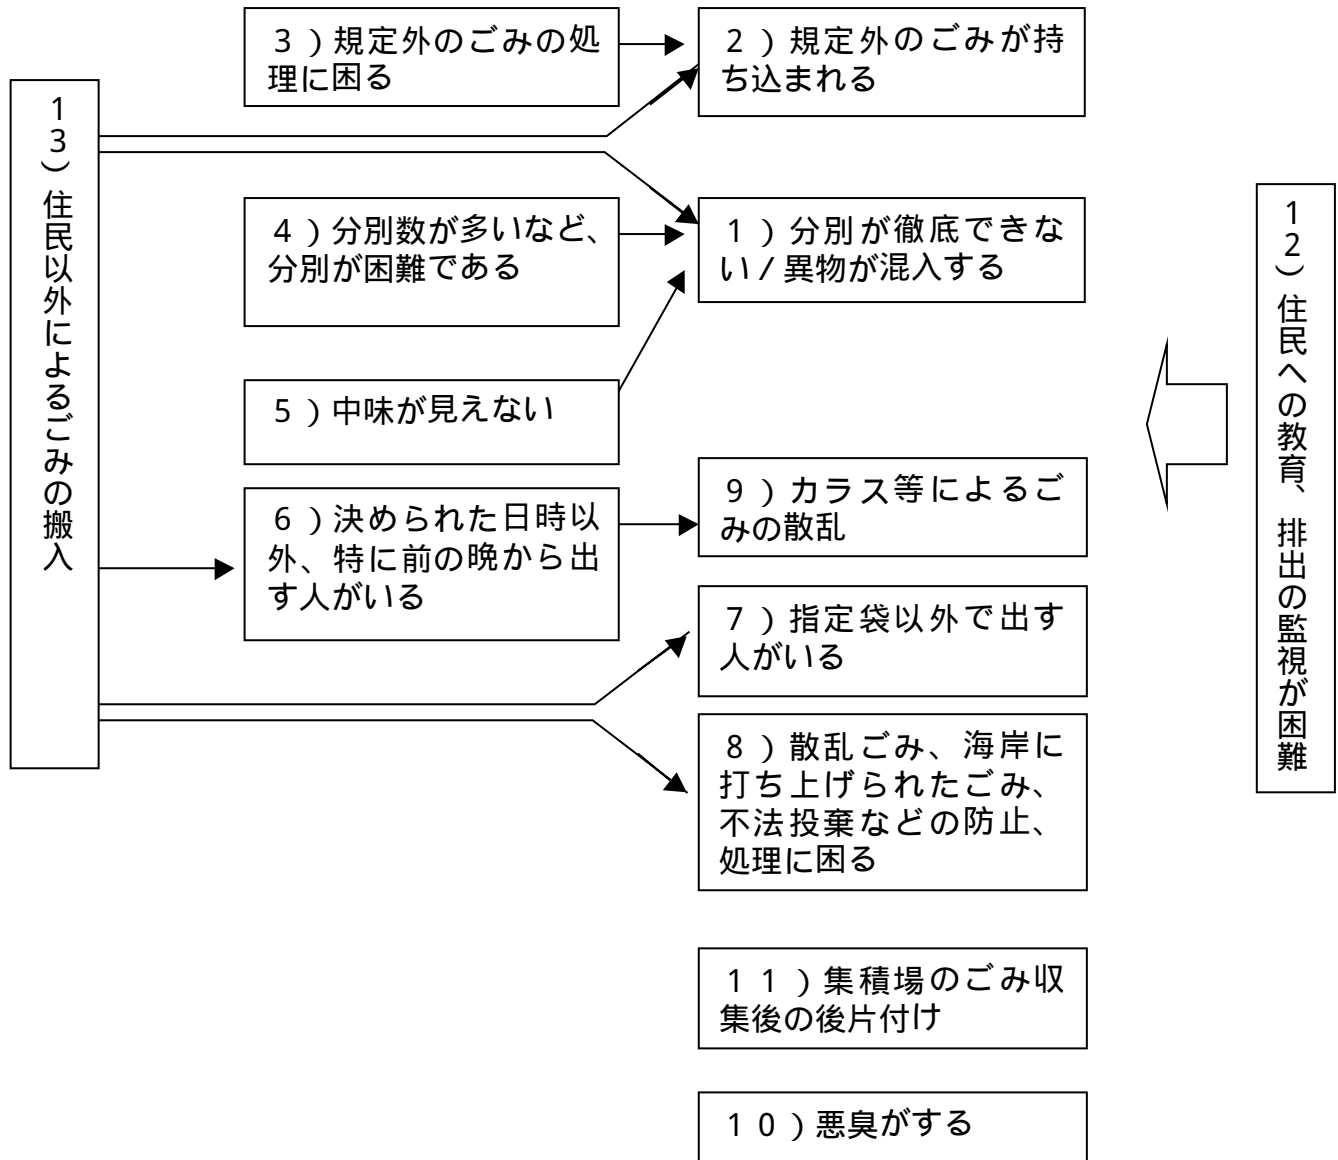 3)規定外のごみの処
理に困る
2)規定外のごみが持
ち込まれる
13)住民以外によるごみの搬入
4)分別数が多いなど、
分別が困難である
1)分別が徹底できな
い/異物が混入する
12)住民への教育、排出の監視が困難
5)中味が見えない
9)カラス等によるご
みの散乱
6)決められた日時以
外、特に前の晩から出
す人がいる
7)指定袋以外で出す
人がいる
8)散乱ごみ、海岸に
打ち上げられたごみ、
不法投棄などの防止、
処理に困る
11)集積場のごみ収
集後の後片付け
10)悪臭がする